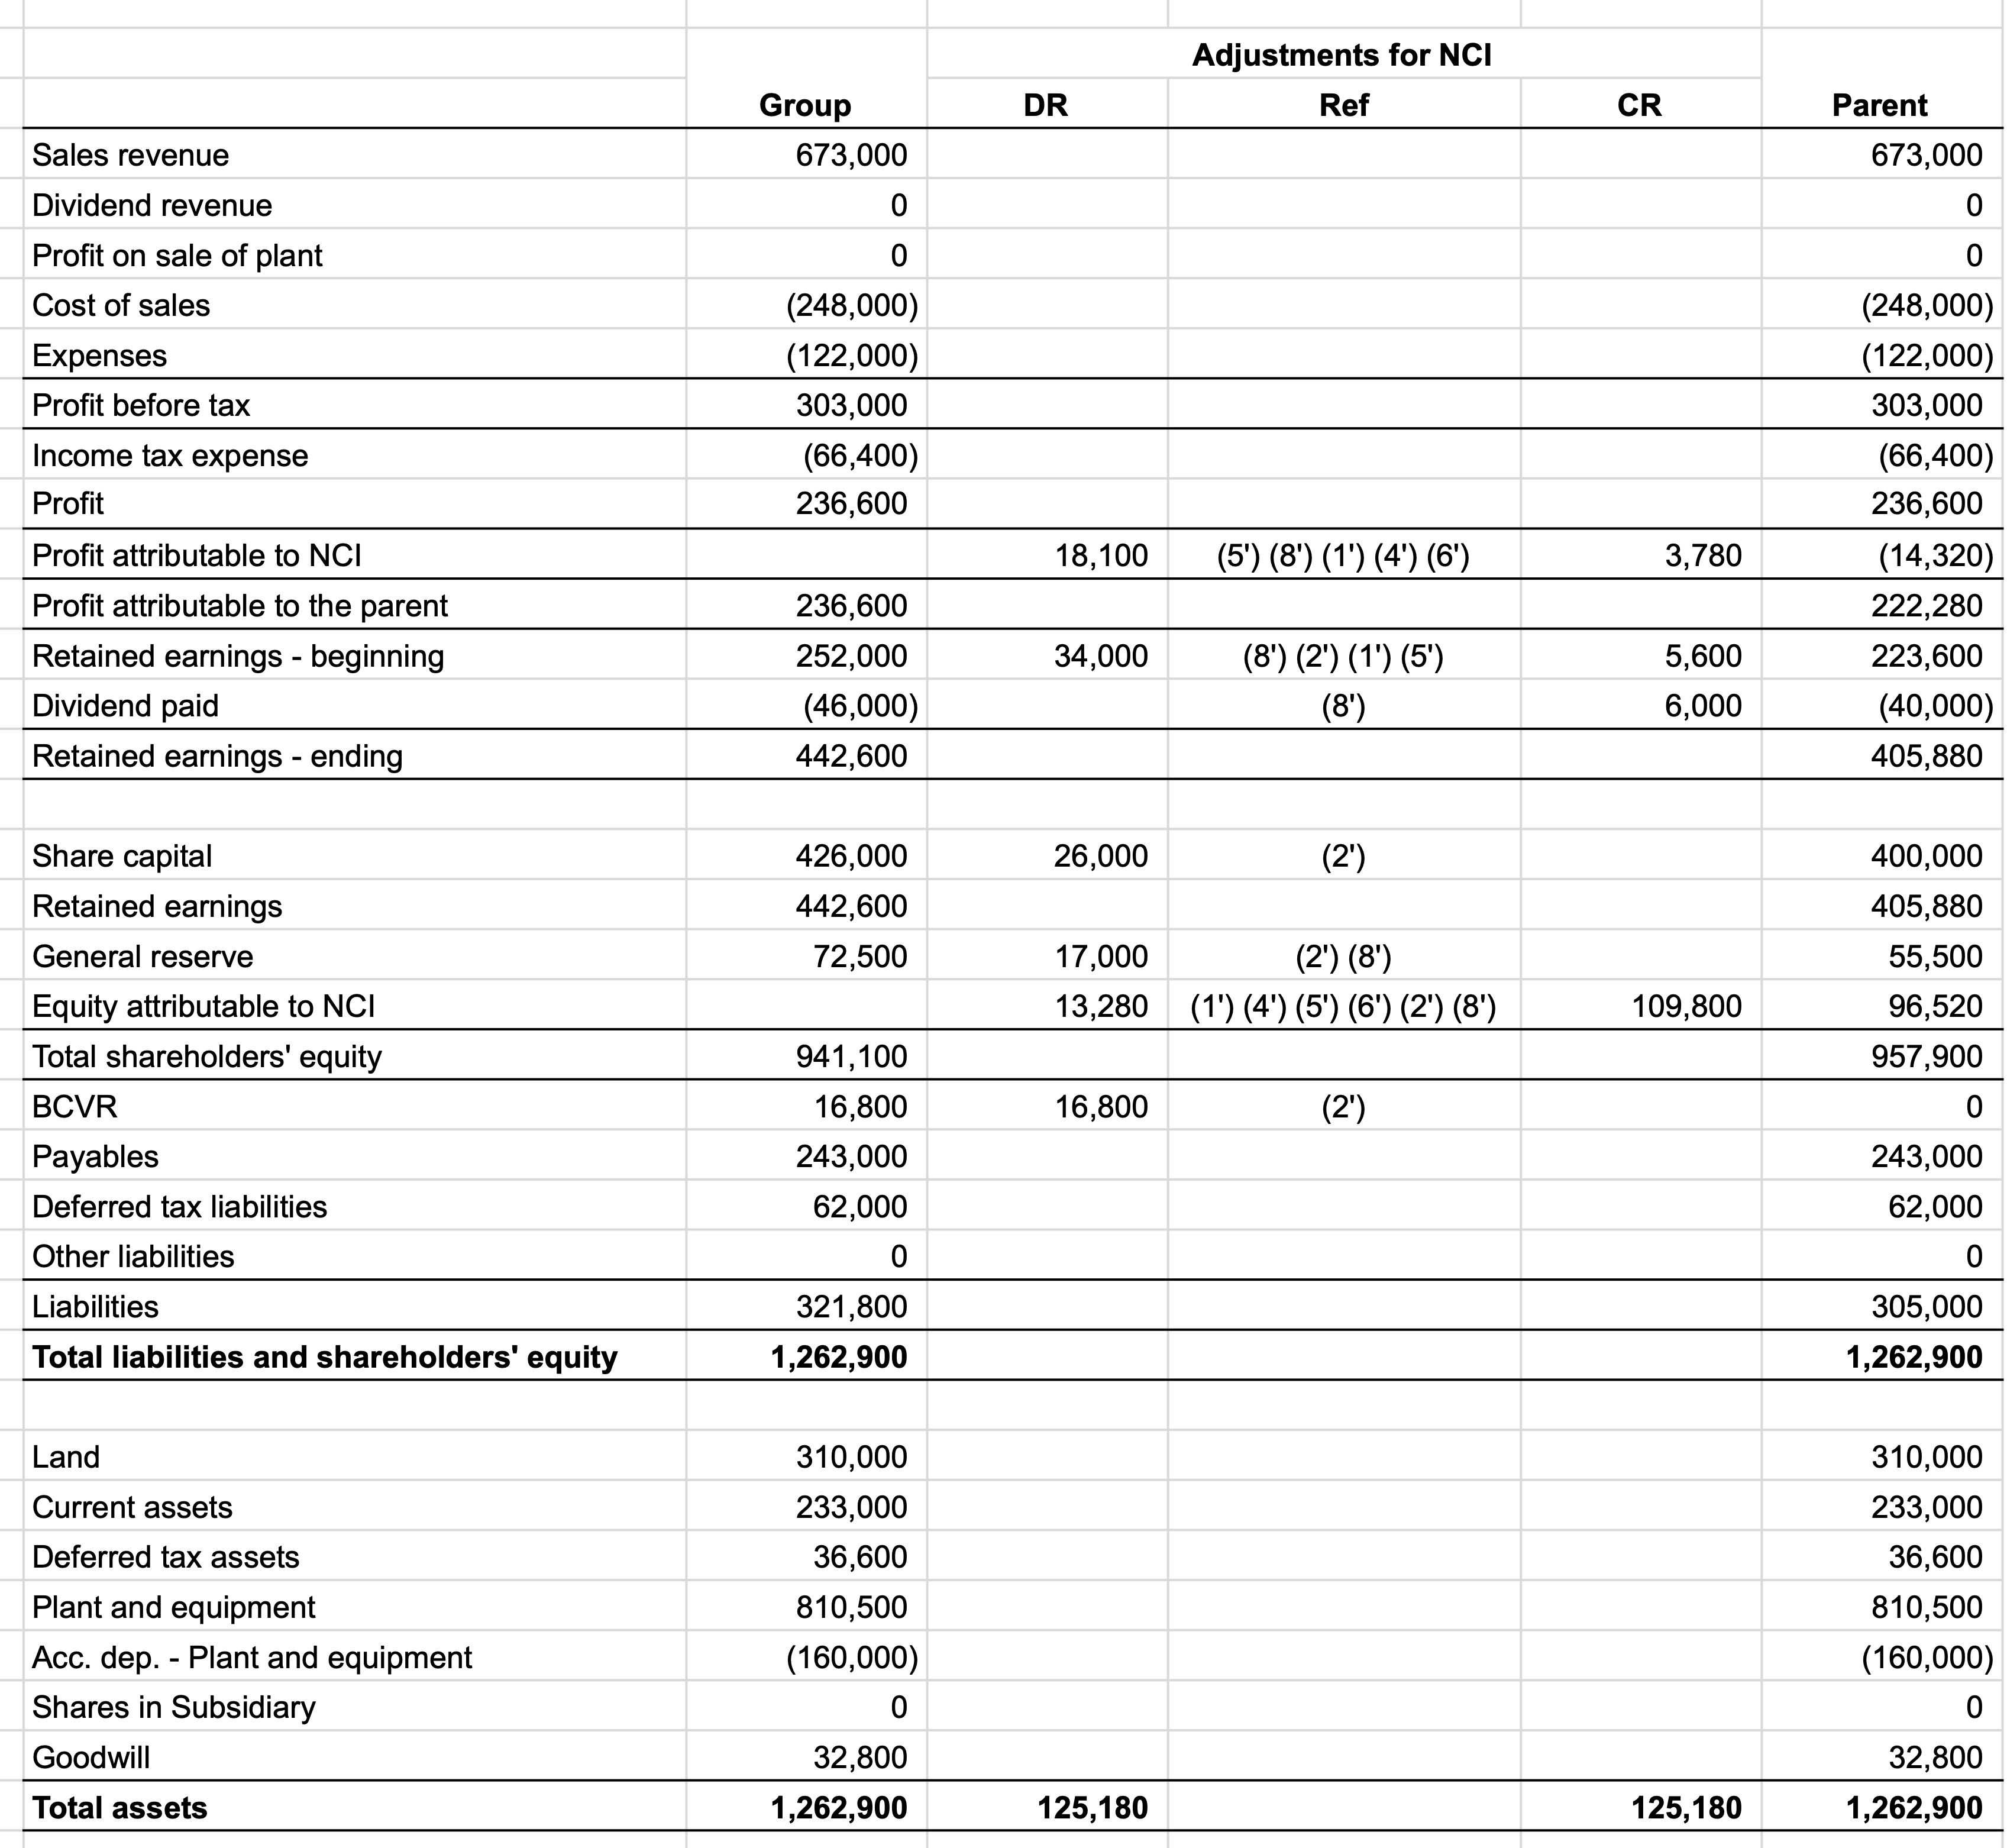 Adjustments for NCI
Group DR Ref CR Parent
Sales revenue 673,000 673,000
Dividend revenue 0 0
Profit on sale of plant 0 0
Cost of sales (248,000) (248,000)
Expenses (122,000) (122,000)
Profit before tax 303,000 303,000
Income tax expense (66,400) (66,400)
Profit 236,600 236,600
Profit attributable to NCI 18,100 (5') (8') (1') (4') (6') 3,780 (14,320)
Profit attributable to the parent 236,600 222,280
Retained earnings - beginning 252,000 34,000 (8') (2') (1') (5') 5,600 223,600
Dividend paid (46,000) (8') 6,000 (40,000)
Retained earnings - ending 442,600 405,880
Share capital 426,000 26,000 (2') 400,000
Retained earnings 442,600 405,880
General reserve 72,500 17,000 (2') (8') 55,500
Equity attributable to NCI 13,280 (1') (4') (5') (6') (2') (8') 109,800 96,520
Total shareholders' equity 941,100 957,900
BCVR 16,800 16,800 (2') 0
Payables 243,000 243,000
Deferred tax liabilities 62,000 62,000
Other liabilities 0 0
Liabilities 321,800 305,000
Total liabilities and shareholders' equity 1,262,900 1,262,900
Land 310,000 310,000
Current assets 233,000 233,000
Deferred tax assets 36,600 36,600
Plant and equipment 810,500 810,500
Acc. dep. - Plant and equipment (160,000) (160,000)
Shares in Subsidiary 0 0
Goodwill 32,800 32,800
Total assets 1,262,900 125,180 125,180 1,262,900